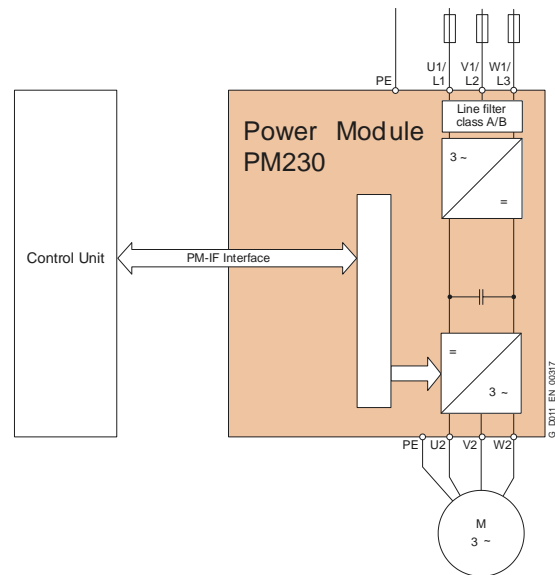 U1/ V1/ W1/
PE L1 L2 L3
Line filter
class A/B
Power Module
PM230
3 ~
=
Control Unit
PM-IF Interface
=
3 ~
G_D011_EN_00317
PE U2 V2 W2
M
3 ~